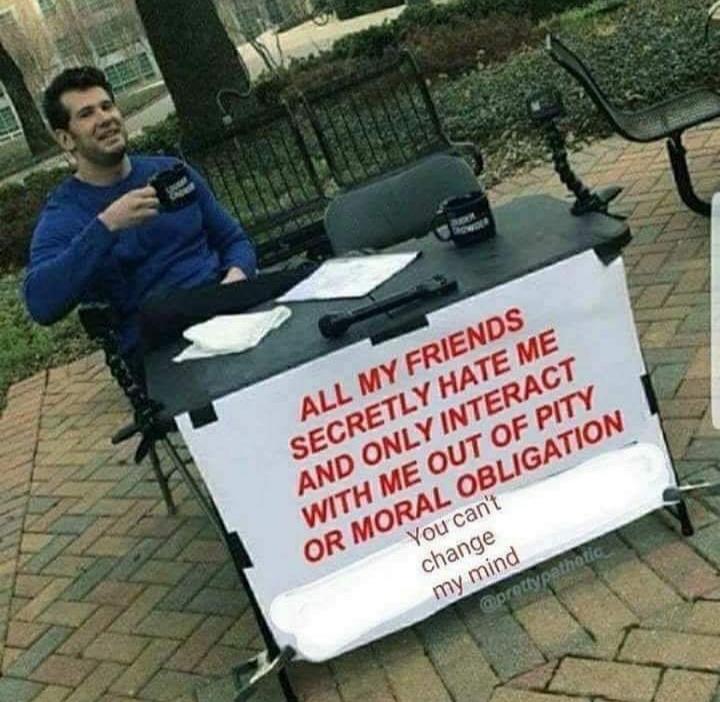 ALL MY FRIENDS
SECRETLY HATE ME
AND ONLY INTERACT
WITH ME OUT OF PITY
OR MORAL OBLIGATION
You can't
change
my mind
@prettypathetic_